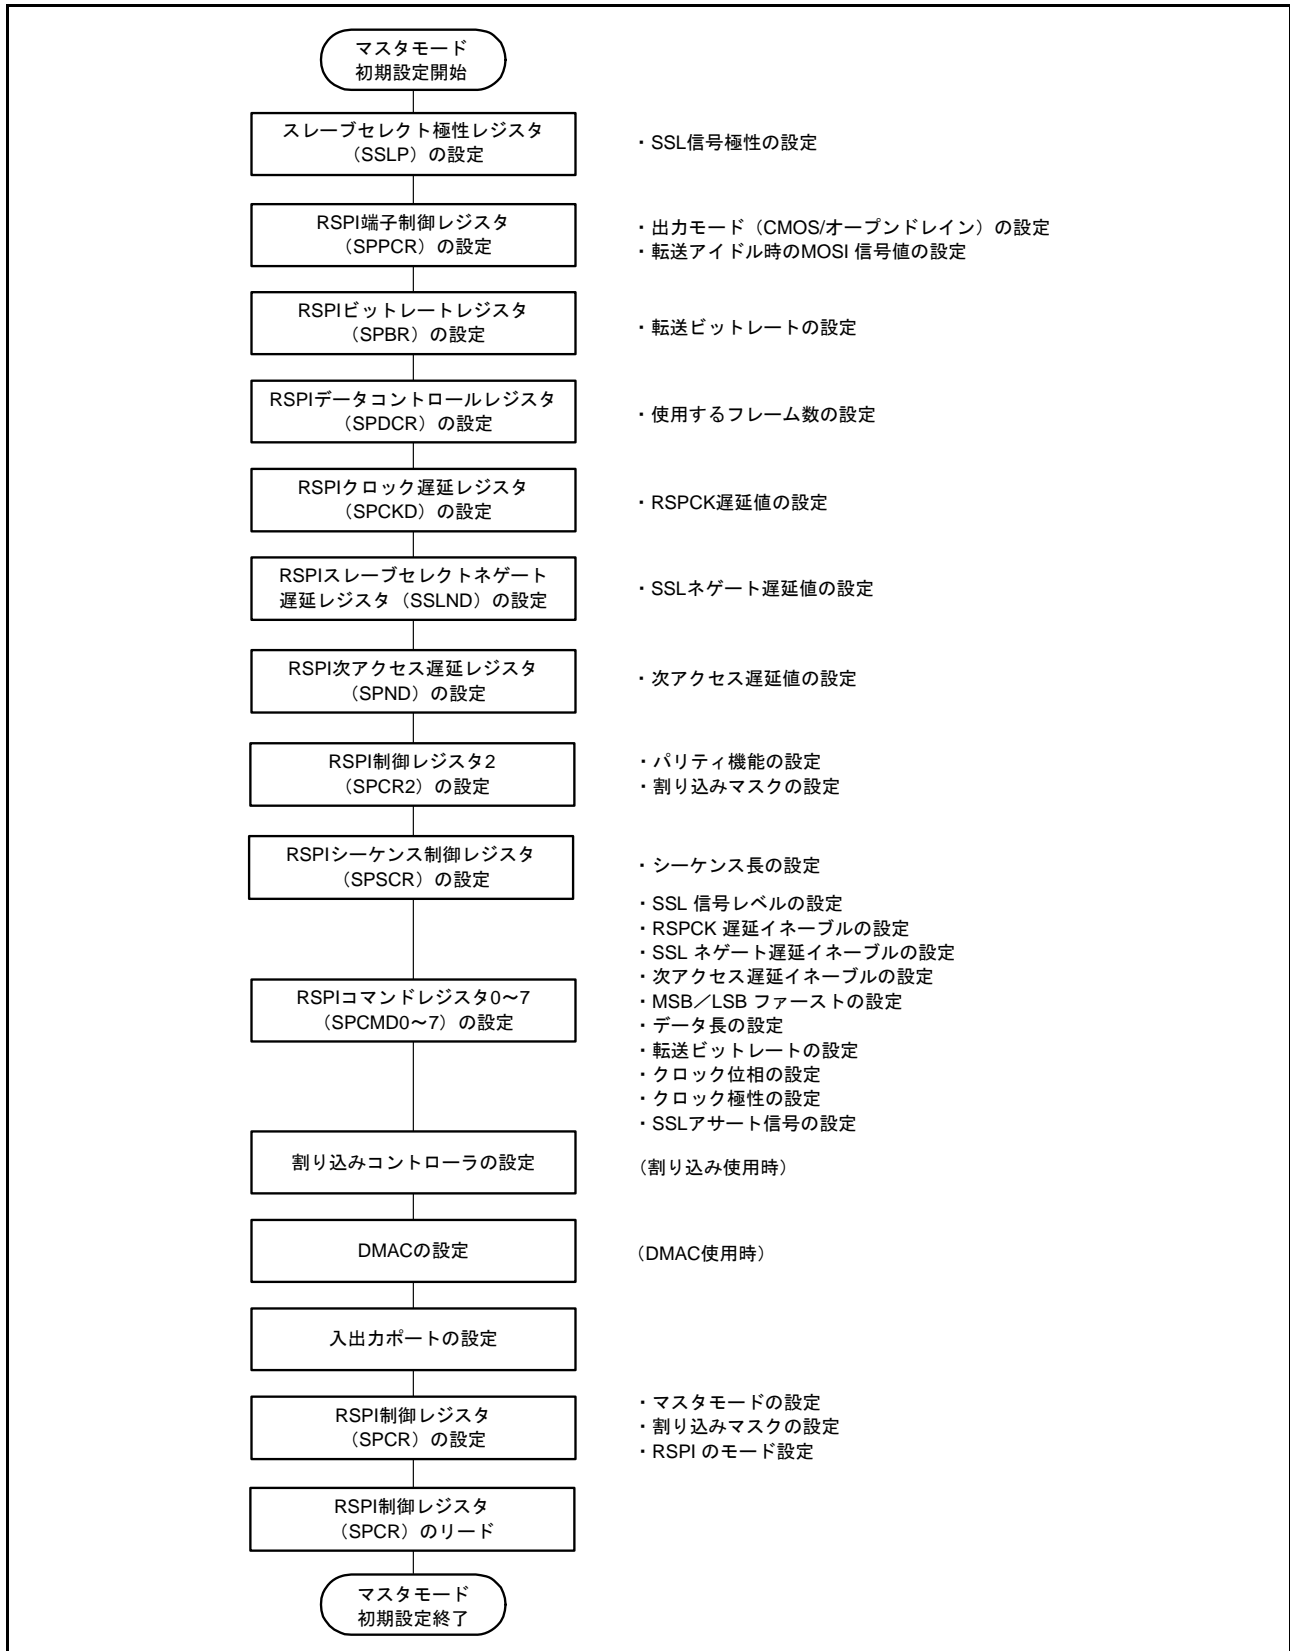 マスタモード
初期設定開始
スレーブセレクト極性レジスタ
（SSLP）の設定
・SSL信号極性の設定
RSPI端子制御レジスタ
（SPPCR）の設定
・出力モード（CMOS/オープンドレイン）の設定
・転送アイドル時のMOSI 信号値の設定
RSPIビットレートレジスタ
（SPBR）の設定
・転送ビットレートの設定
RSPIデータコントロールレジスタ
（SPDCR）の設定
・使用するフレーム数の設定
RSPIクロック遅延レジスタ
（SPCKD）の設定
・RSPCK遅延値の設定
RSPIスレーブセレクトネゲート
遅延レジスタ（SSLND）の設定
・SSLネゲート遅延値の設定
RSPI次アクセス遅延レジスタ
（SPND）の設定
・次アクセス遅延値の設定
RSPI制御レジスタ2
（SPCR2）の設定
・パリティ機能の設定
・割り込みマスクの設定
RSPIシーケンス制御レジスタ
（SPSCR）の設定
・シーケンス長の設定
RSPIコマンドレジスタ0～7
（SPCMD0～7）の設定
・SSL 信号レベルの設定
・RSPCK 遅延イネーブルの設定
・SSL ネゲート遅延イネーブルの設定
・次アクセス遅延イネーブルの設定
・MSB／LSB ファーストの設定
・データ長の設定
・転送ビットレートの設定
・クロック位相の設定
・クロック極性の設定
・SSLアサート信号の設定
割り込みコントローラの設定
（割り込み使用時）
DMACの設定
（DMAC使用時）
入出力ポートの設定
RSPI制御レジスタ
（SPCR）の設定
・マスタモードの設定
・割り込みマスクの設定
・RSPI のモード設定
RSPI制御レジスタ
（SPCR）のリード
マスタモード
初期設定終了